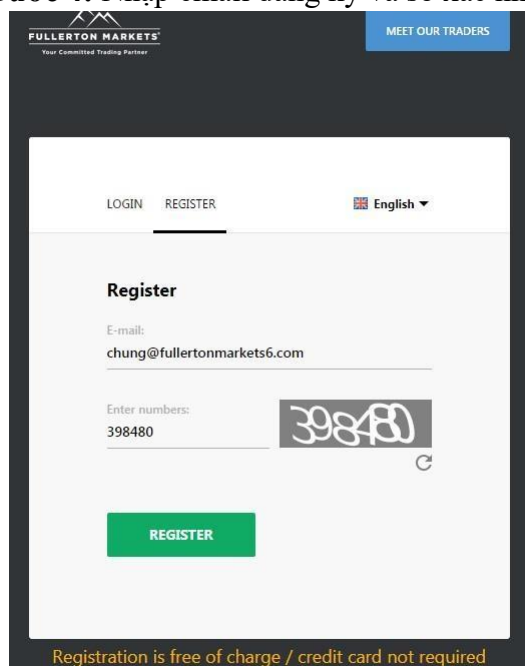 FULLERTON MARKETS
Your Committed Trading Partner
MEET OUR TRADERS
LOGIN REGISTER English
Register
E-mail:
chung@fullertonmarkets6.com
Enter numbers:
398480 398480
REGISTER
Registration is free of charge / credit card not required